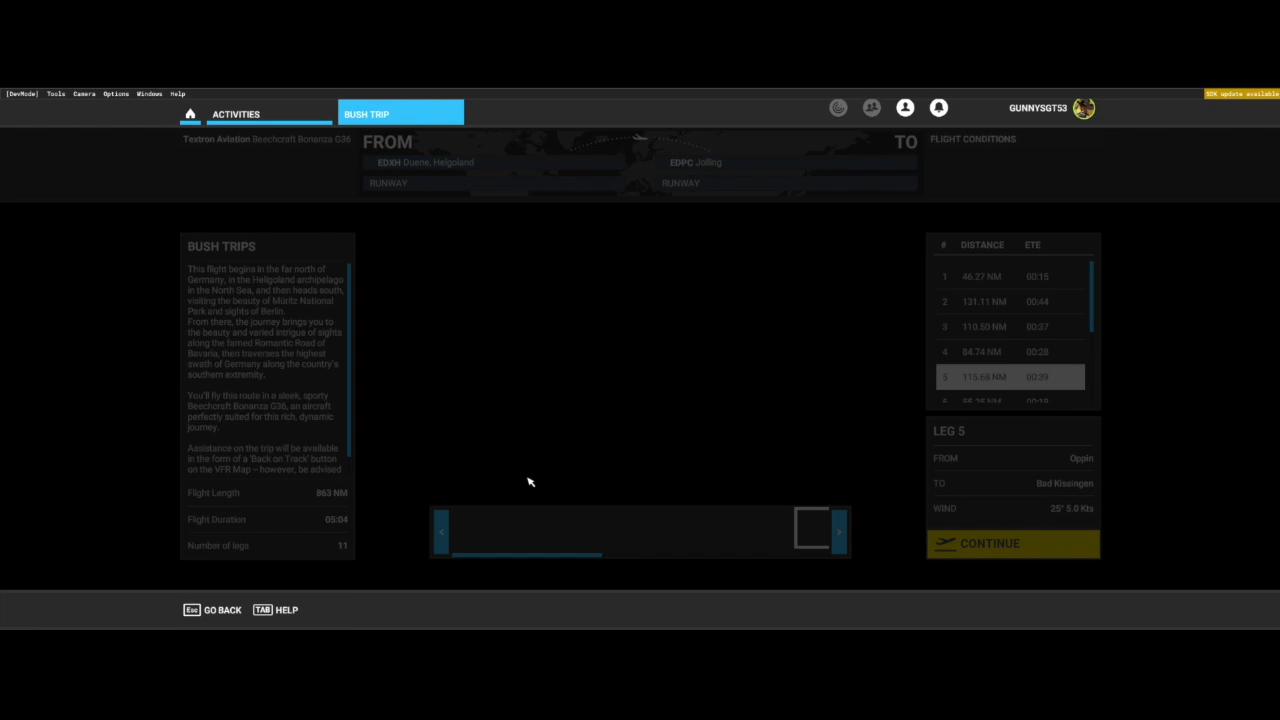 [DevMode] Tools Camera Options Windows Help
SDK update available
ACTIVITIES
BUSH TRIP
GUNNYSGT53
Textron Aviation Beechcraft Bonanza G36
FROM
TO
EDXH Duene, Helgoland
EDPC Jolling
RUNWAY
RUNWAY
FLIGHT CONDITIONS
BUSH TRIPS
This flight begins in the far north of
Germany, in the Heligoland archipelago
in the North Sea, and then heads south,
visiting the beauty of Müritz National
Park and sights of Berlin.
From there, the journey brings you to
the beauty and varied intrigue of sights
along the famed Romantic Road of
Bavaria, then traverses the highest
swath of Germany along the country's
southern extremity.
You'll fly this route in a sleek, sporty
Beechcraft Bonanza G36, an aircraft
perfectly suited for this rich, dynamic
journey.
Assistance on the trip will be available
in the form of a 'Back on Track' button
on the VFR Map – however, be advised
Flight Length 863 NM
Flight Duration 05:04
Number of legs 11
# DISTANCE ETE
1 46.27 NM 00:15
2 131.11 NM 00:44
3 110.50 NM 00:37
4 84.74 NM 00:28
5 115.68 NM 00:39
LEG 5
FROM Oppin
TO Bad Kissingen
WIND 25° 5.0 Kts
CONTINUE
< >
Esc GO BACK TAB HELP